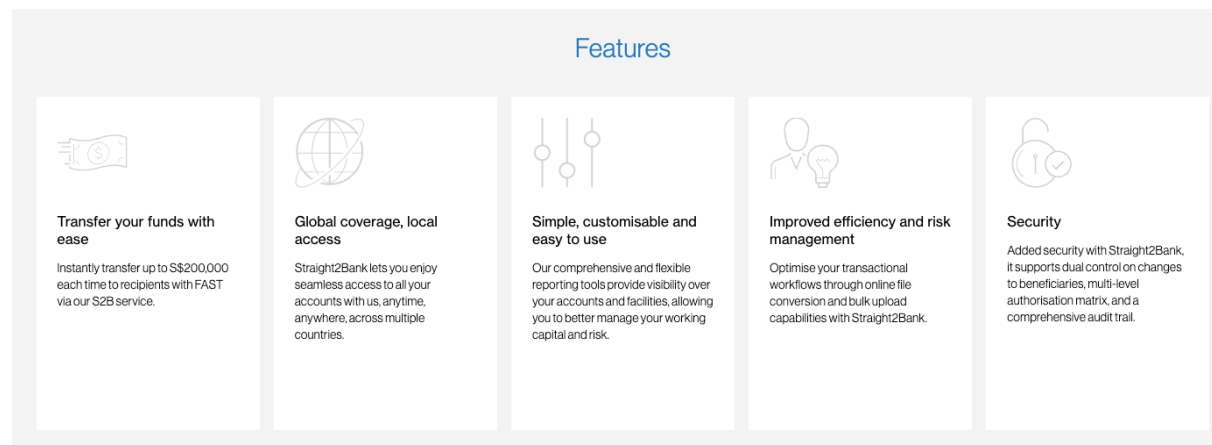 Features
Transfer your funds with
ease
Instantly transfer up to S$200,000
each time to recipients with FAST
via our S2B service.
Global coverage, local
access
Straight2Bank lets you enjoy
seamless access to all your
accounts with us, anytime,
anywhere, across multiple
countries.
Simple, customisable and
easy to use
Our comprehensive and flexible
reporting tools provide visibility over
your accounts and facilities, allowing
you to better manage your working
capital and risk.
Improved efficiency and risk
management
Optimise your transactional
workflows through online file
conversion and bulk upload
capabilities with Straight2Bank.
Security
Added security with Straight2Bank,
it supports dual control on changes
to beneficiaries, multi-level
authorisation matrix, and a
comprehensive audit trail.